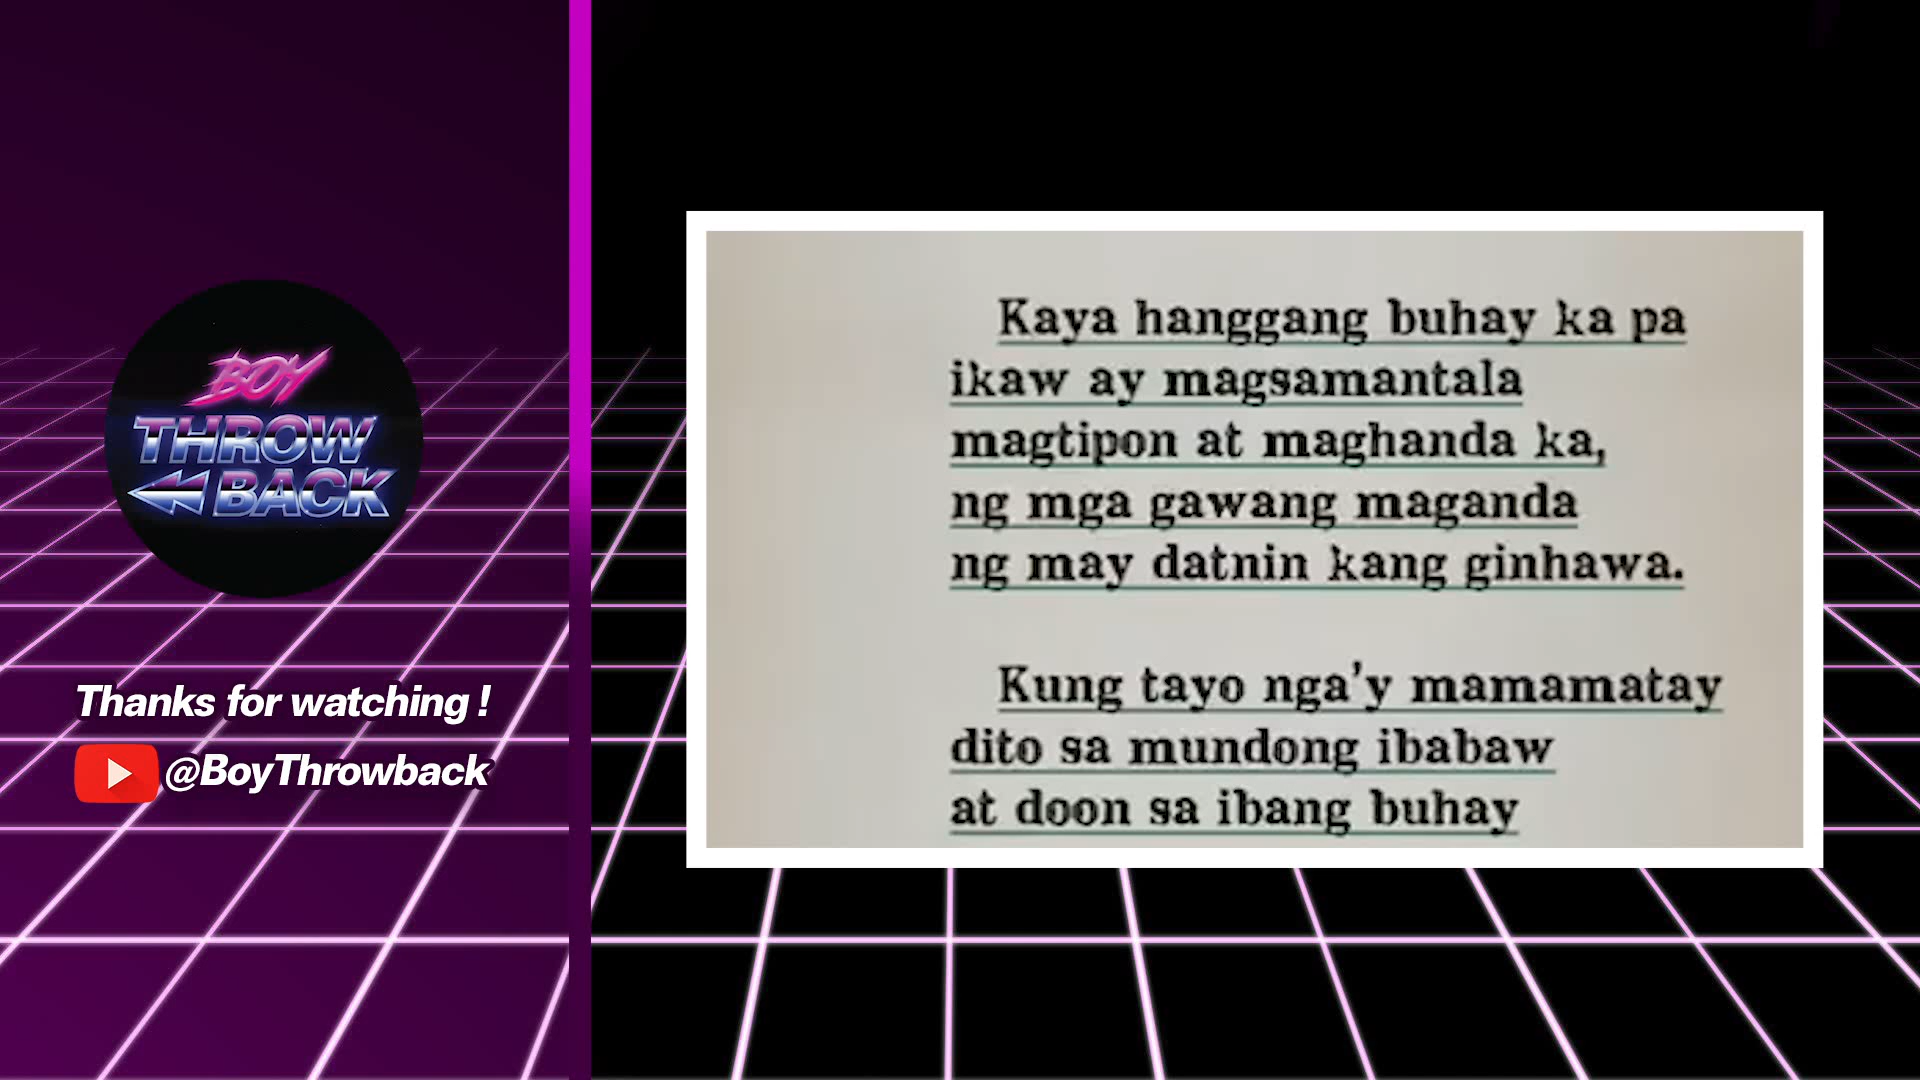 BOY
THROW
BACK
Thanks for watching !
@BoyThrowback
Kaya hanggang buhay ka pa
ikaw ay magsamantala
magtipon at maghanda ka,
ng mga gawang maganda
ng may datnin kang ginhawa.
Kung tayo nga'y mamamatay
dito sa mundong ibabaw
at doon sa ibang buhay